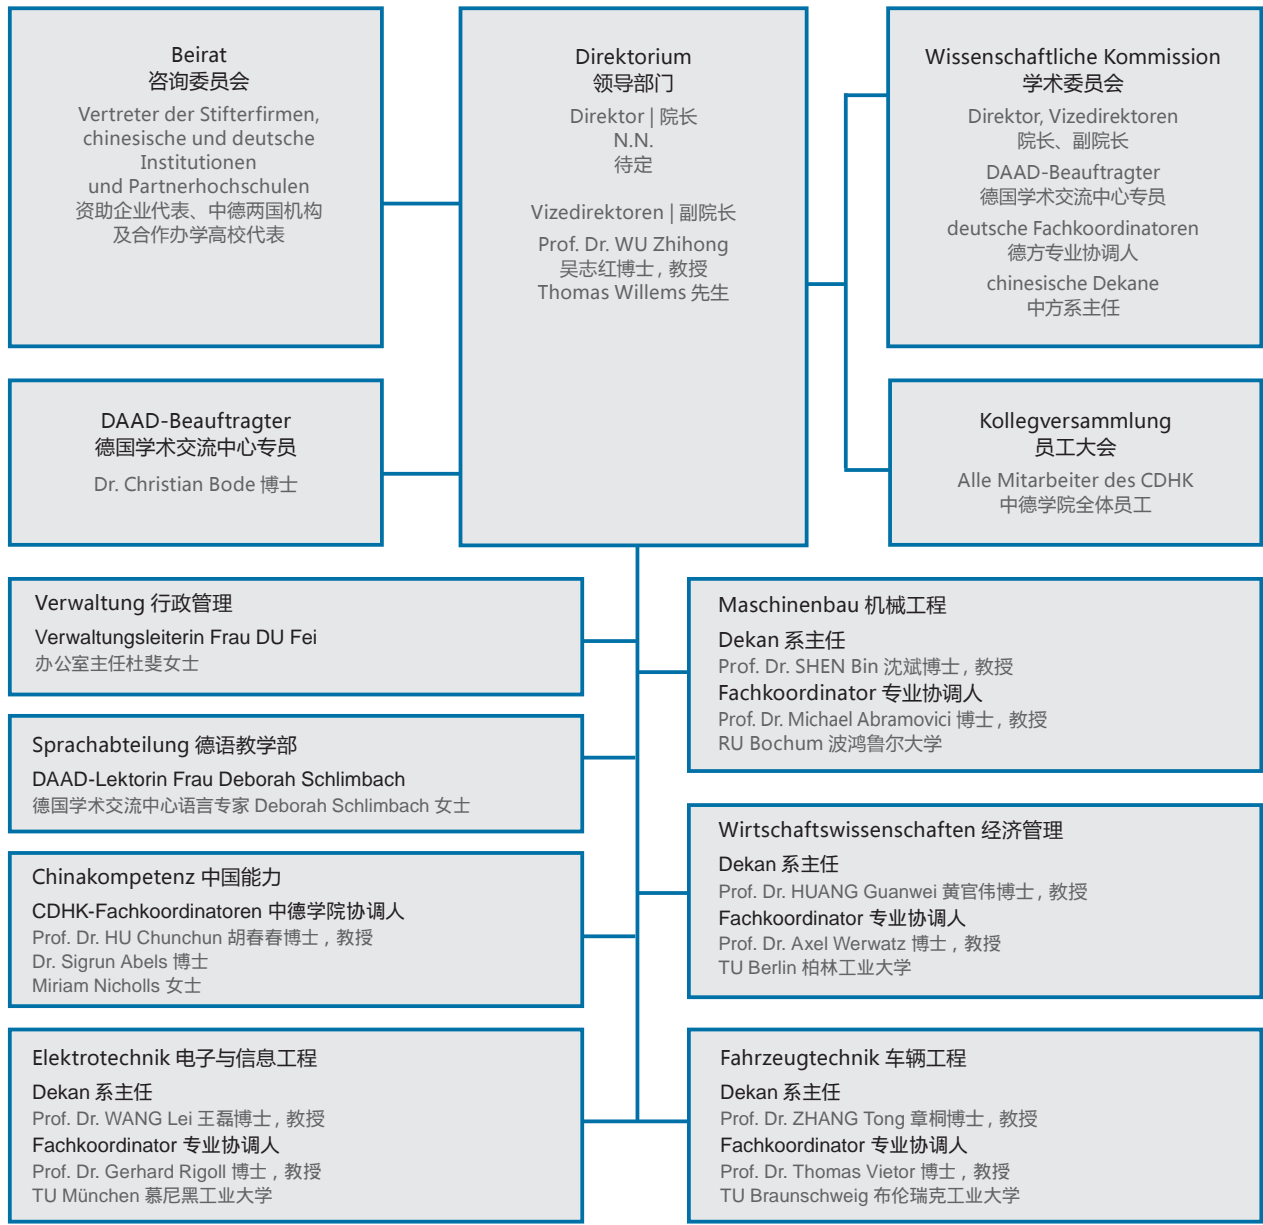 Beirat
咨询委员会
Vertreter der Stifterfirmen,
chinesische und deutsche
Institutionen
und Partnerhochschulen
资助企业代表、中德两国机构
及合作办学高校代表
Direktorium
领导部门
Direktor | 院长
N.N.
待定
Vizedirektoren | 副院长
Prof. Dr. WU Zhihong
吴志红博士 , 教授
Thomas Willems 先生
Wissenschaftliche Kommission
学术委员会
Direktor, Vizedirektoren
院长、副院长
DAAD-Beauftragter
德国学术交流中心专员
deutsche Fachkoordinatoren
德方专业协调人
chinesische Dekane
中方系主任
DAAD-Beauftragter
德国学术交流中心专员
Dr. Christian Bode 博士
Kollegversammlung
员工大会
Alle Mitarbeiter des CDHK
中德学院全体员工
Verwaltung 行政管理
Verwaltungsleiterin Frau DU Fei
办公室主任杜斐女士
Sprachabteilung 德语教学部
DAAD-Lektorin Frau Deborah Schlimbach
德国学术交流中心语言专家 Deborah Schlimbach 女士
Chinakompetenz 中国能力
CDHK-Fachkoordinatoren 中德学院协调人
Prof. Dr. HU Chunchun 胡春春博士 , 教授
Dr. Sigrun Abels 博士
Miriam Nicholls 女士
Elektrotechnik 电子与信息工程
Dekan 系主任
Prof. Dr. WANG Lei 王磊博士 , 教授
Fachkoordinator 专业协调人
Prof. Dr. Gerhard Rigoll 博士 , 教授
TU München 慕尼黑工业大学
Maschinenbau 机械工程
Dekan 系主任
Prof. Dr. SHEN Bin 沈斌博士 , 教授
Fachkoordinator 专业协调人
Prof. Dr. Michael Abramovici 博士 , 教授
RU Bochum 波鸿鲁尔大学
Wirtschaftswissenschaften 经济管理
Dekan 系主任
Prof. Dr. HUANG Guanwei 黄官伟博士 , 教授
Fachkoordinator 专业协调人
Prof. Dr. Axel Werwatz 博士 , 教授
TU Berlin 柏林工业大学
Fahrzeugtechnik 车辆工程
Dekan 系主任
Prof. Dr. ZHANG Tong 章桐博士 , 教授
Fachkoordinator 专业协调人
Prof. Dr. Thomas Vietor 博士 , 教授
TU Braunschweig 布伦瑞克工业大学